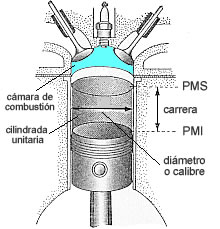 PMS
cámara de
combustión
carrera
cilindrada
unitaria
PMI
diámetro
o calibre